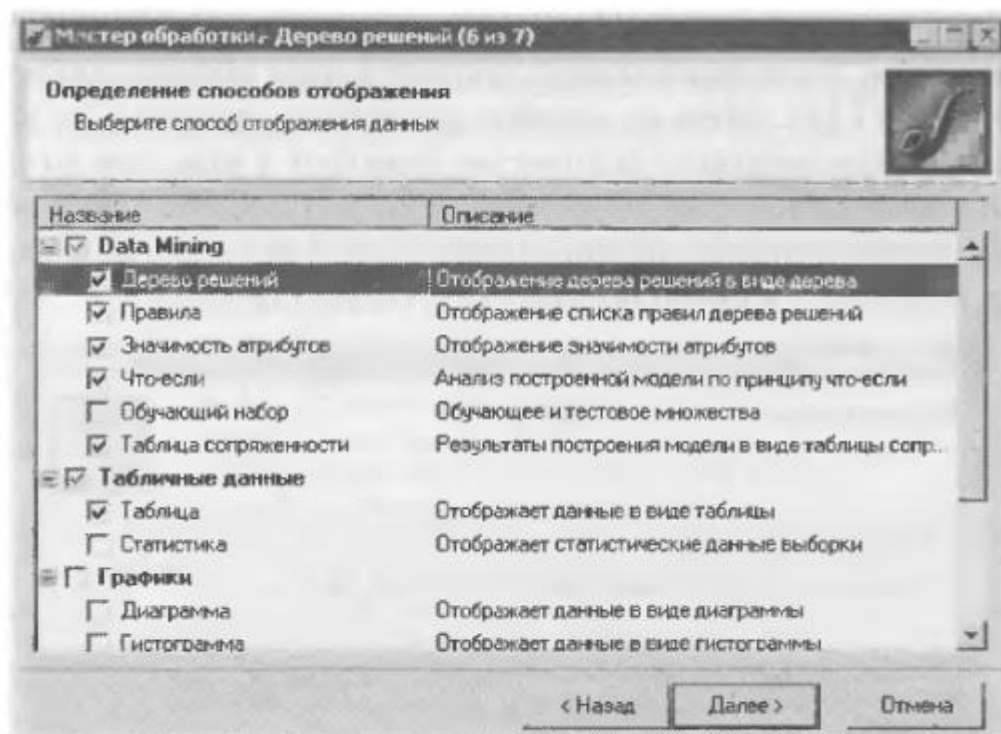 Мастер обработки - Дерево решений (6 из 7)
Определение способов отображения
Выберите способ отображения данных
Название Описание
Data Mining
Дерево решений Отображение дерева решений в виде дерева
Правила Отображение списка правил дерева решений
Значимость атрибутов Отображение значимости атрибутов
Что-если Анализ построенной модели по принципу что-если
Обучающий набор Обучающее и тестовое множества
Таблица сопряженности Результаты построения модели в виде таблицы сопр...
Табличные данные
Таблица Отображает данные в виде таблицы
Статистика Отображает статистические данные выборки
Графики
Диаграмма Отображает данные в виде диаграммы
Гистограмма Отображает данные в виде гистограммы
< Назад Далее > Отмена